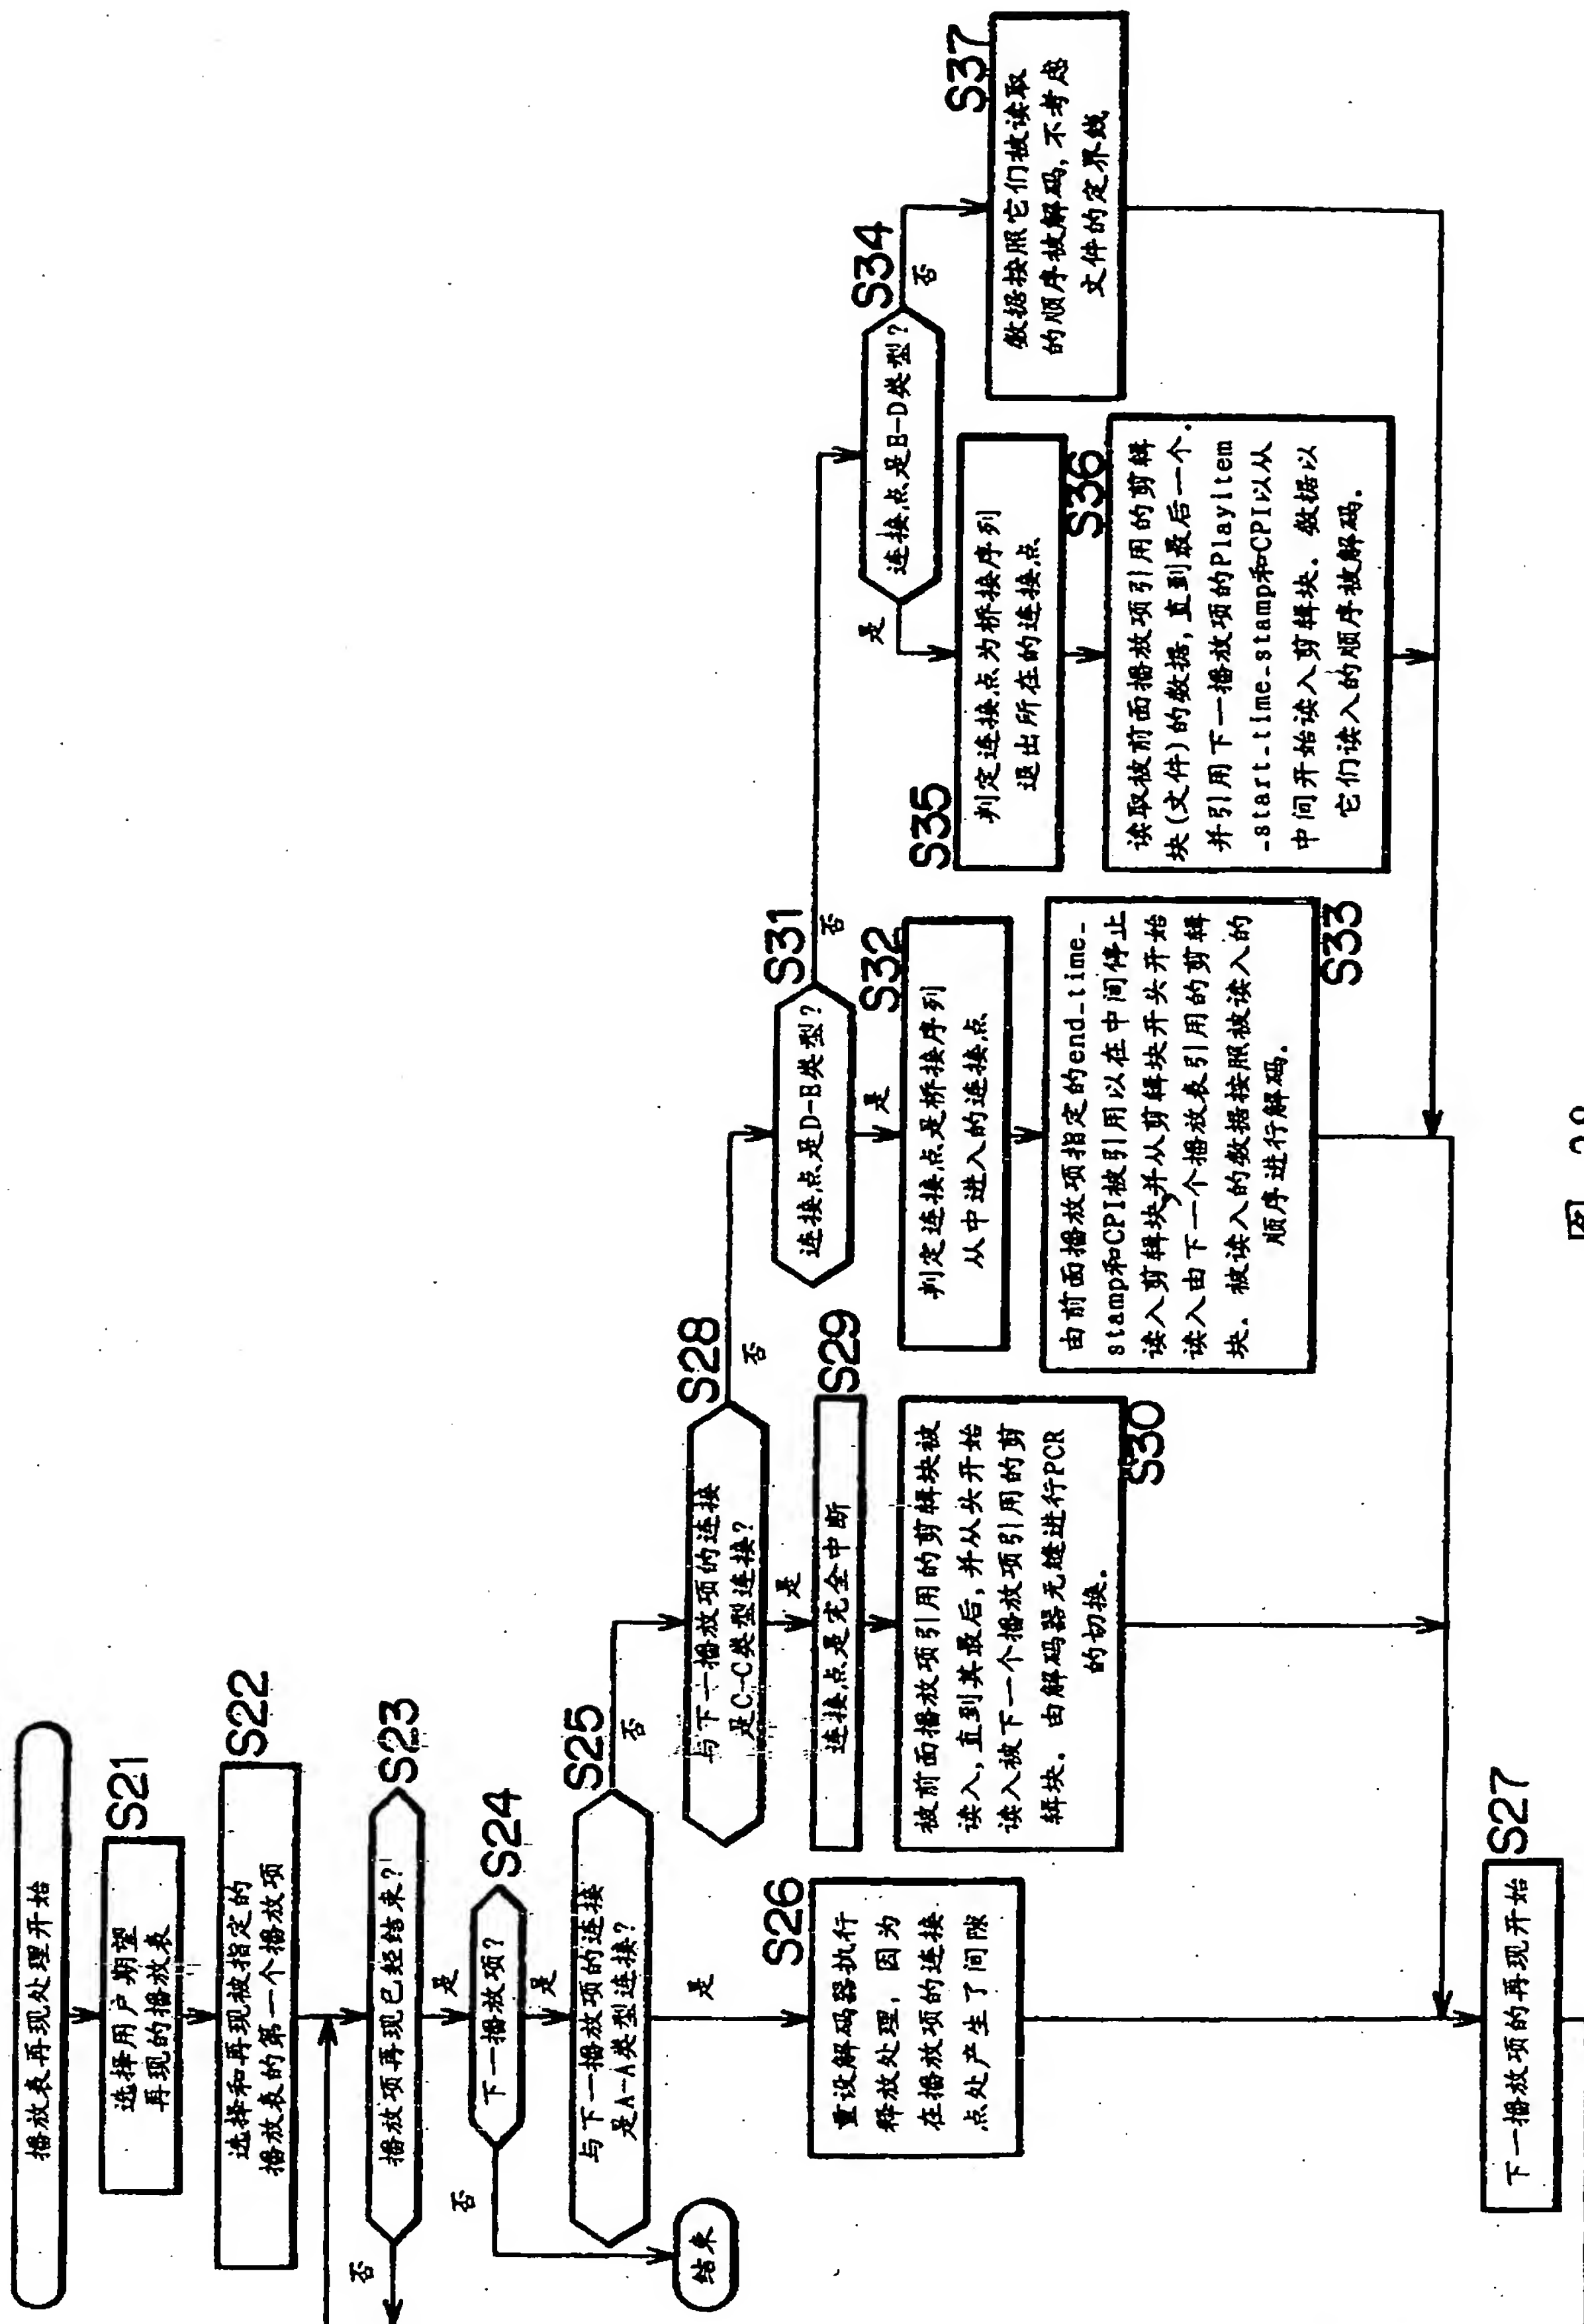 播放表再现处理开始
S21
选择用户期望
再现的播放表
S22
选择和再现被指定的
播放表的第一个播放项
S23
播放项再现已经结束?
否
是
S24
下一播放项?
否
是
结束
S25
与下一播放项的连接
是A-A类型连接?
否
是
S26
重设解码器执行
释放处理，因为
在播放项的连接
点处产生了间隙
S28
与下一播放项的连接
是C-C类型连接?
否
是
S29
连接点是完全中断
S30
被前面播放项引用的剪辑块被
读入,直到其最后,并从头开始
读入被下一个播放项引用的剪
辑块. 由解码器无缝进行PCR
的切换.
S31
连接点是D-B类型?
否
是
S32
判定连接点是桥接序列
从中进入的连接点
S33
由前面播放项指定的end_time_
stamp和CPI被引用以在中间停止
读入剪辑块,并从剪辑块开头开始
读入由下一个播放表引用的剪辑
块. 被读入的数据按照被读入的
顺序进行解码.
S34
连接点是B-D类型?
否
是
S35
判定连接点为桥接序列
退出所在的连接点
S36
读取被前面播放项引用的剪辑
块(文件)的数据,直到最后一个.
并引用下一播放项的PlayItem
_start_time_stamp和CPI以从
中间开始读入剪辑块. 数据以
它们读入的顺序被解码.
S37
数据按照它们被读取
的顺序被解码,不考虑
文件的定界线
S27
下一播放项的再现开始
图 28